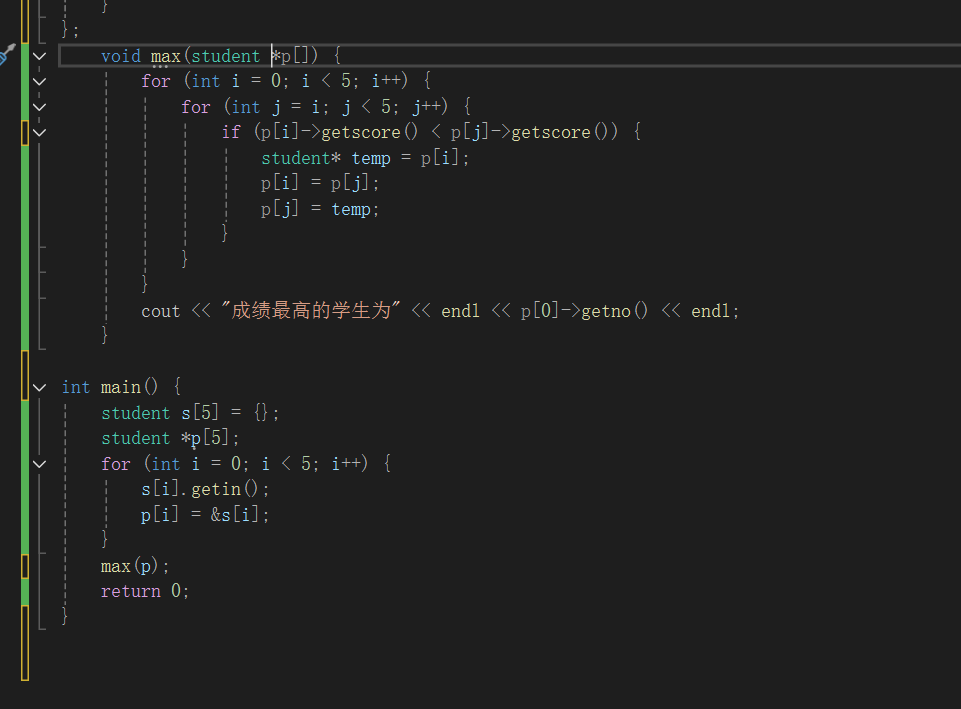 }
};
void max(student *p[]) {
for (int i = 0; i < 5; i++) {
for (int j = i; j < 5; j++) {
if (p[i]->getscore() < p[j]->getscore()) {
student* temp = p[i];
p[i] = p[j];
p[j] = temp;
}
}
}
cout << "成绩最高的学生为" << endl << p[0]->getno() << endl;
}
int main() {
student s[5] = {};
student *p[5];
for (int i = 0; i < 5; i++) {
s[i].getin();
p[i] = &s[i];
}
max(p);
return 0;
}